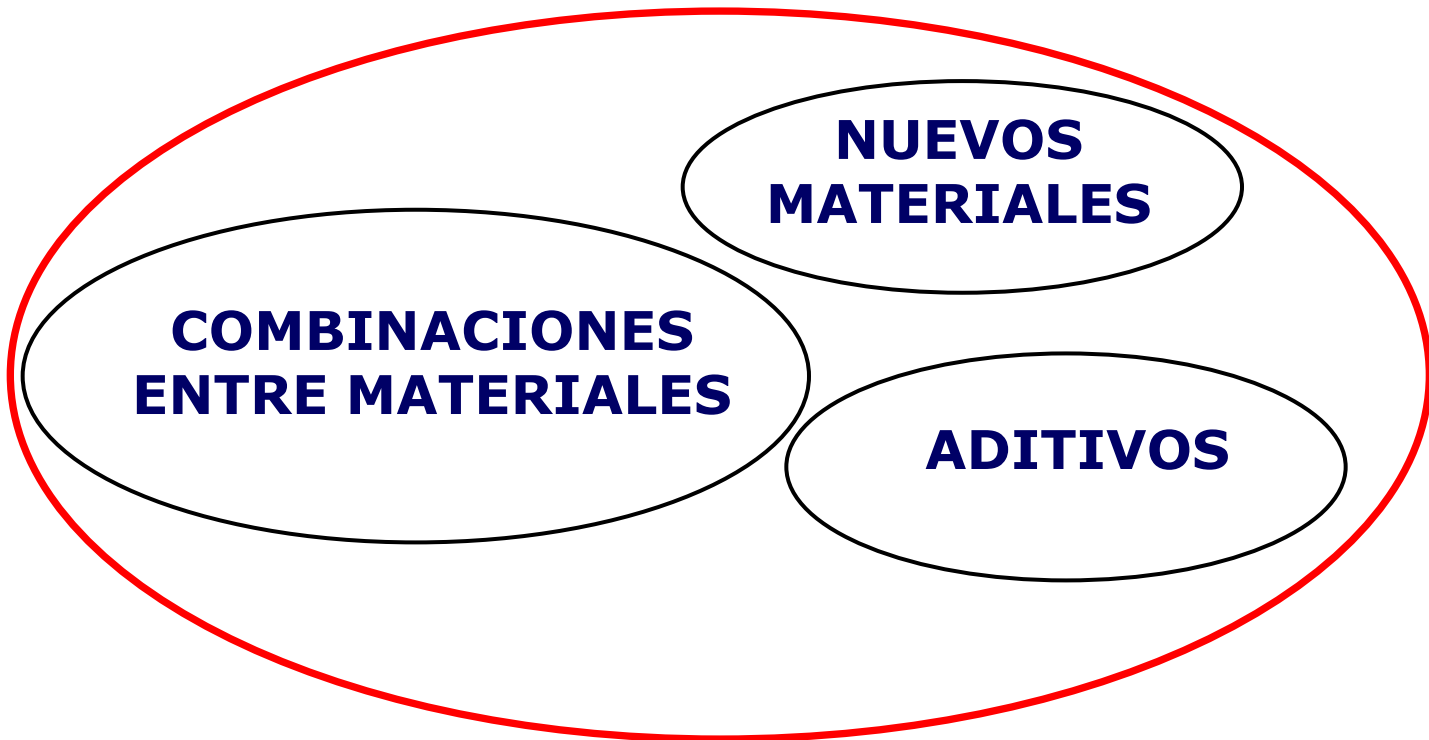 NUEVOS
MATERIALES
COMBINACIONES
ENTRE MATERIALES
ADITIVOS